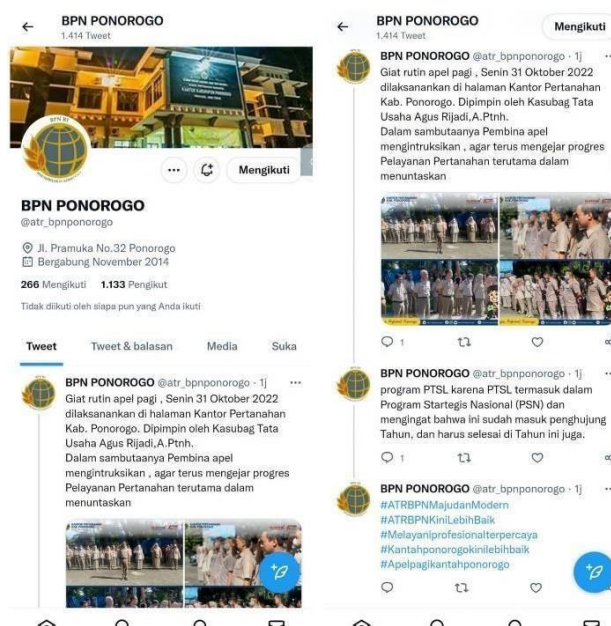 BPN PONOROGO
1.414 Tweet
BPN RI
Mengikuti
BPN PONOROGO
@atr_bpnponorogo
Jl. Pramuka No.32 Ponorogo
Bergabung November 2014
266 Mengikuti 1.133 Pengikut
Tidak diikuti oleh siapa pun yang Anda ikuti
Tweet Tweet & balasan Media Suka
BPN PONOROGO @atr_bpnponorogo · 1j
Giat rutin apel pagi , Senin 31 Oktober 2022
dilaksanankan di halaman Kantor Pertanahan
Kab. Ponorogo. Dipimpin oleh Kasubag Tata
Usaha Agus Rijadi,A.Ptnh.
Dalam sambutaanya Pembina apel
mengintruksikan , agar terus mengejar progres
Pelayanan Pertanahan terutama dalam
menuntaskan
BPN PONOROGO
1.414 Tweet
Mengikuti
BPN PONOROGO @atr_bpnponorogo · 1j
Giat rutin apel pagi , Senin 31 Oktober 2022
dilaksanankan di halaman Kantor Pertanahan
Kab. Ponorogo. Dipimpin oleh Kasubag Tata
Usaha Agus Rijadi,A.Ptnh.
Dalam sambutaanya Pembina apel
mengintruksikan , agar terus mengejar progres
Pelayanan Pertanahan terutama dalam
menuntaskan
1
BPN PONOROGO @atr_bpnponorogo · 1j
program PTSL karena PTSL termasuk dalam
Program Startegis Nasional (PSN) dan
mengingat bahwa ini sudah masuk penghujung
Tahun, dan harus selesai di Tahun ini juga.
1
BPN PONOROGO @atr_bpnponorogo · 1j
#ATRBPNMajudanModern
#ATRBPNKiniLebihBaik
#Melayaniprofesionalterpercaya
#Kantahponorogokinilebihbaik
#Apelpagikantahponorogo